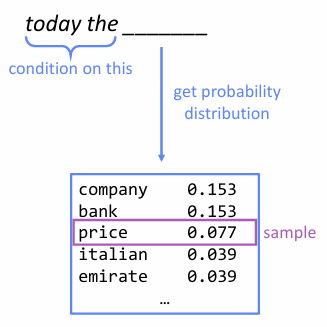 today the _______
condition on this
get probability
distribution
company 0.153
bank 0.153
price 0.077
sample
italian 0.039
emirate 0.039
…